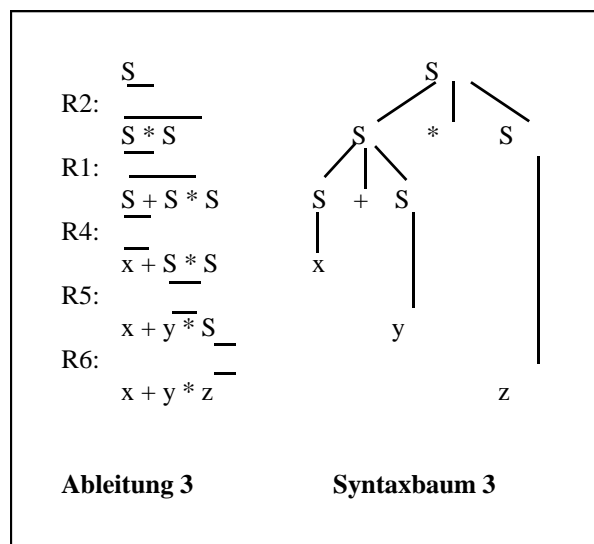 S S
R2:
S * S S * S
R1:
S + S * S S + S
R4:
x + S * S x
R5:
x + y * S y
R6:
x + y * z z
Ableitung 3 Syntaxbaum 3